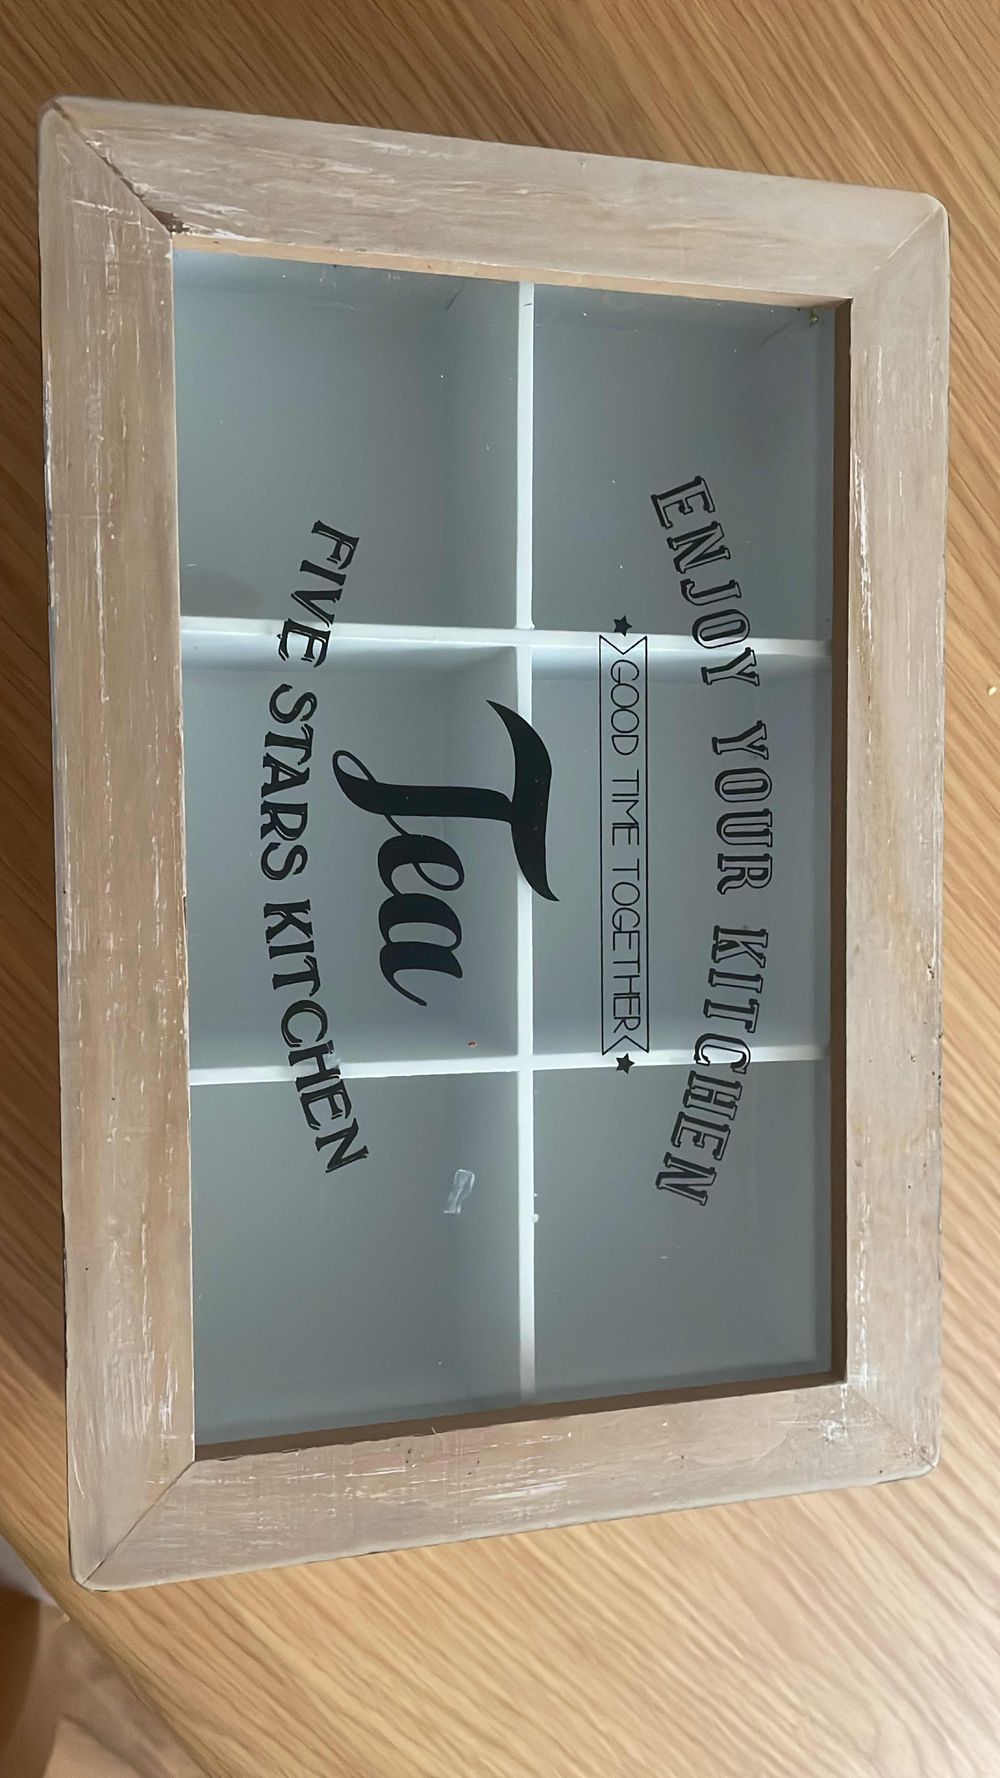 ENJOY YOUR KITCHEN
GOOD TIME TOGETHER
Tea
FIVE STARS KITCHEN